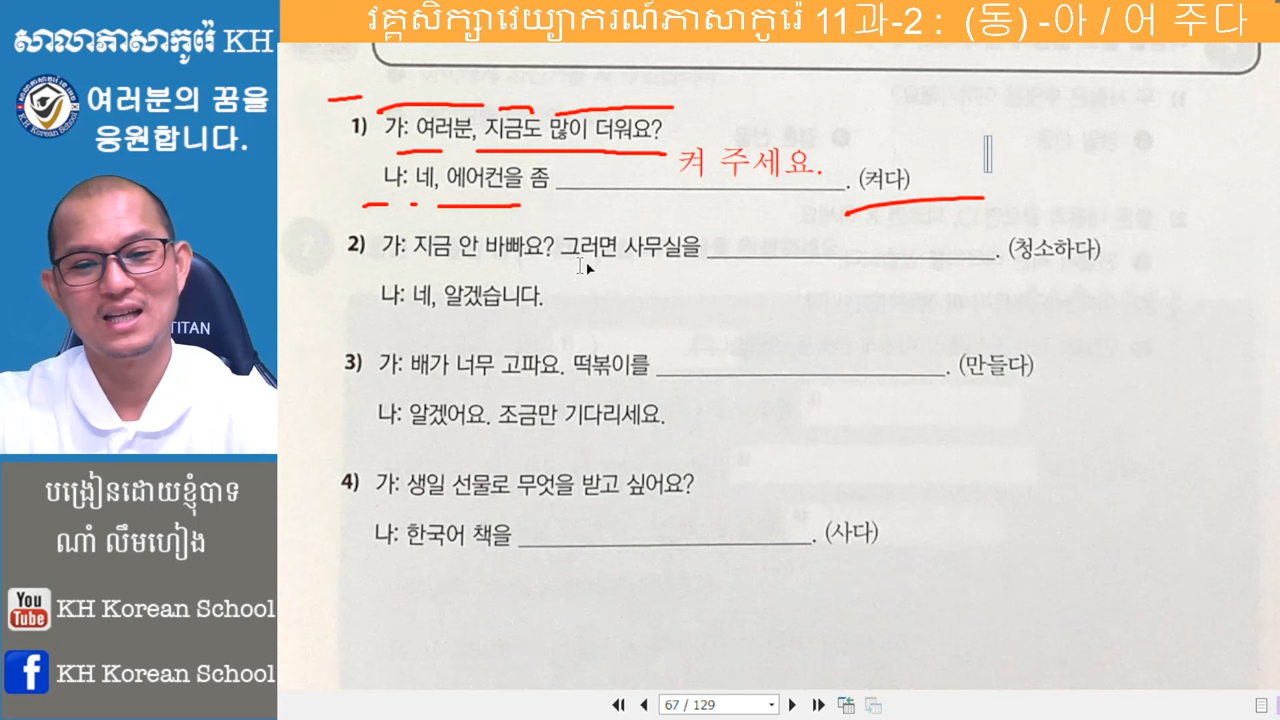 វគ្គសិក្សាវេយ្យាករណ៍ភាសាកូរ៉េ 11과-2 : (동) -아 / 어 주다
សាលាភាសាកូរ៉េ KH
여러분의 꿈을
응원합니다.
KH Korean School
TITAN
បង្រៀនដោយខ្ញុំបាទ
ណាំ លឹមហៀង
You Tube KH Korean School
f KH Korean School
1) 가: 여러분, 지금도 많이 더워요?
나: 네, 에어컨을 좀 켜 주세요. (켜다)
2) 가: 지금 안 바빠요? 그러면 사무실을 ____. (청소하다)
나: 네, 알겠습니다.
3) 가: 배가 너무 고파요. 떡볶이를 ____. (만들다)
나: 알겠어요. 조금만 기다리세요.
4) 가: 생일 선물로 무엇을 받고 싶어요?
나: 한국어 책을 ____. (사다)
67 / 129